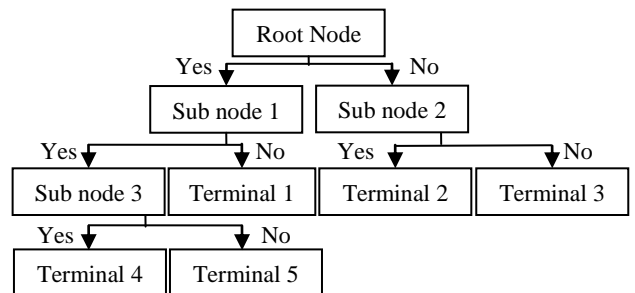 Root Node
Yes No
Sub node 1 Sub node 2
Yes No Yes No
Sub node 3 Terminal 1 Terminal 2 Terminal 3
Yes No
Terminal 4 Terminal 5